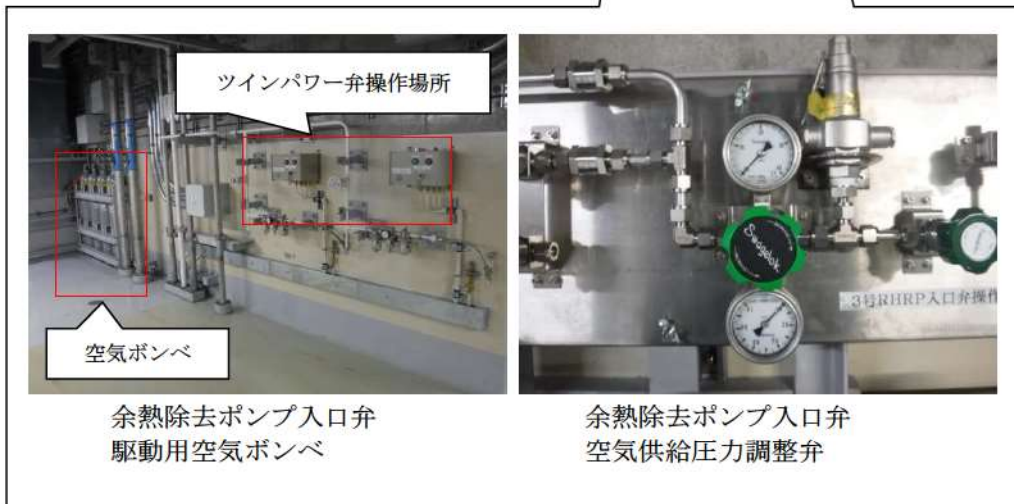 ツインパワー弁操作場所
空気ボンベ
Swagelok
3号RHRP入口弁操作
余熱除去ポンプ入口弁
駆動用空気ボンベ
余熱除去ポンプ入口弁
空気供給圧力調整弁